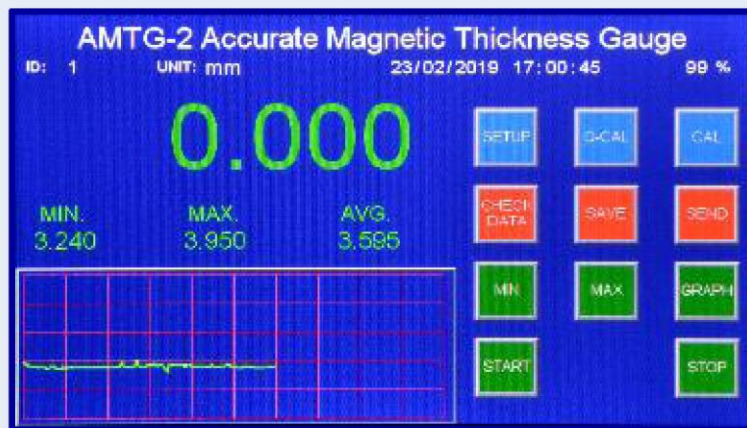 AMTG-2 Accurate Magnetic Thickness Gauge
ID: 1 UNIT: mm 23/02/2019 17:00:45 99 %
0.000
MIN. MAX. AVG.
3.240 3.950 3.595
SETUP Q-CAL CAL
CHECK DATA SAVE SEND
MIN MAX GRAPH
START STOP